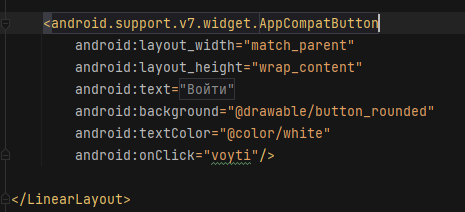 <android.support.v7.widget.AppCompatButton
android:layout_width="match_parent"
android:layout_height="wrap_content"
android:text="Войти"
android:background="@drawable/button_rounded"
android:textColor="@color/white"
android:onClick="voyti"/>
</LinearLayout>